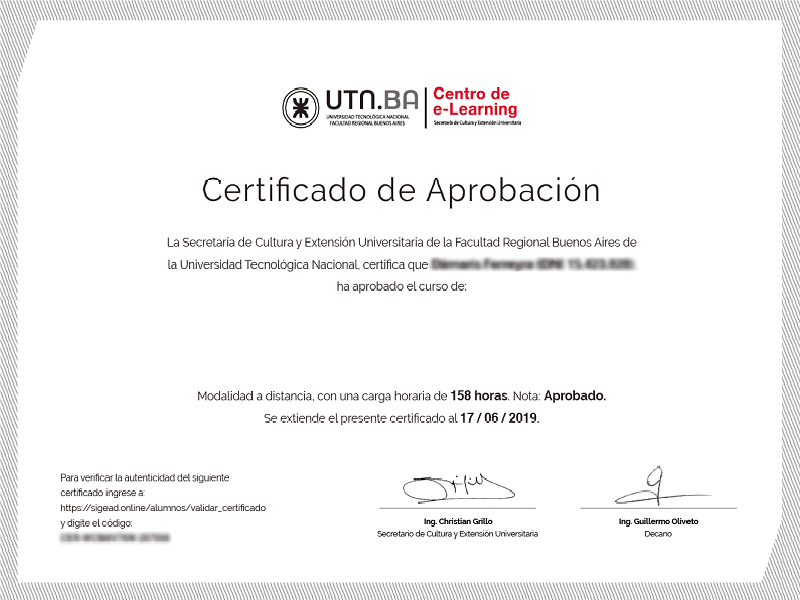 UTN.BA
UNIVERSIDAD TECNOLÓGICA NACIONAL
FACULTAD REGIONAL BUENOS AIRES
Centro de
e-Learning
Secretaría de Cultura y Extensión Universitaria
Certificado de Aprobación
La Secretaría de Cultura y Extensión Universitaria de la Facultad Regional Buenos Aires de
la Universidad Tecnológica Nacional, certifica que
ha aprobado el curso de:
Modalidad a distancia, con una carga horaria de 158 horas. Nota: Aprobado.
Se extiende el presente certificado al 17 / 06 / 2019.
Para verificar la autenticidad del siguiente
certificado ingrese a:
https://sigead.online/alumnos/validar_certificado
y digite el código:
Ing. Christian Grillo
Secretario de Cultura y Extensión Universitaria
Ing. Guillermo Oliveto
Decano